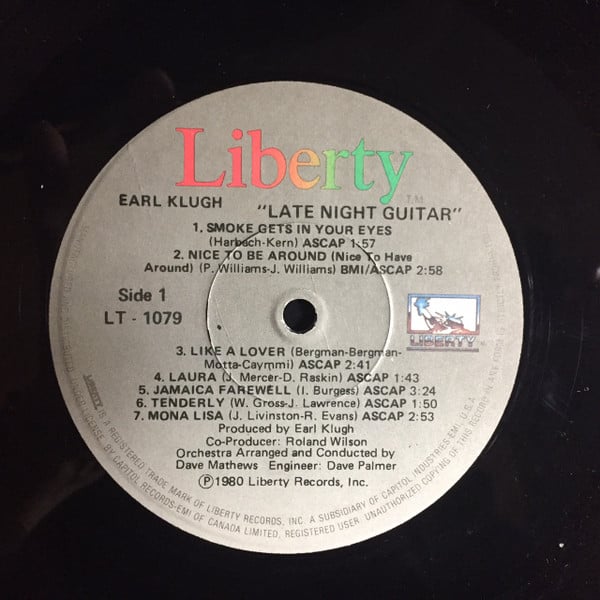 Liberty
TM
EARL KLUGH "LATE NIGHT GUITAR"
1. SMOKE GETS IN YOUR EYES
(Harbach-Kern) ASCAP 1:57
2. NICE TO BE AROUND (Nice To Have
Around) (P. Williams-J. Williams) BMI/ASCAP 2:58
Side 1
LT - 1079
LIBERTY
3. LIKE A LOVER (Bergman-Bergman-
Motta-Caymmi) ASCAP 2:41
4. LAURA (J. Mercer-D. Raskin) ASCAP 1:43
5. JAMAICA FAREWELL (I. Burgess) ASCAP 3:24
6. TENDERLY (W. Gross-J. Lawrence) ASCAP 1:50
7. MONA LISA (J. Livinston-R. Evans) ASCAP 2:53
Produced by Earl Klugh
Co-Producer: Roland Wilson
Orchestra Arranged and Conducted by
Dave Mathews Engineer: Dave Palmer
Ⓟ1980 Liberty Records, Inc.
LIBERTY IS A REGISTERED TRADE MARK OF LIBERTY RECORDS, INC. A SUBSIDIARY OF CAPITOL INDUSTRIES-EMI, U.S.A.
BY CAPITOL RECORDS-EMI OF CANADA LIMITED, REGISTERED USER. UNAUTHORIZED COPYING OF THIS RECORD